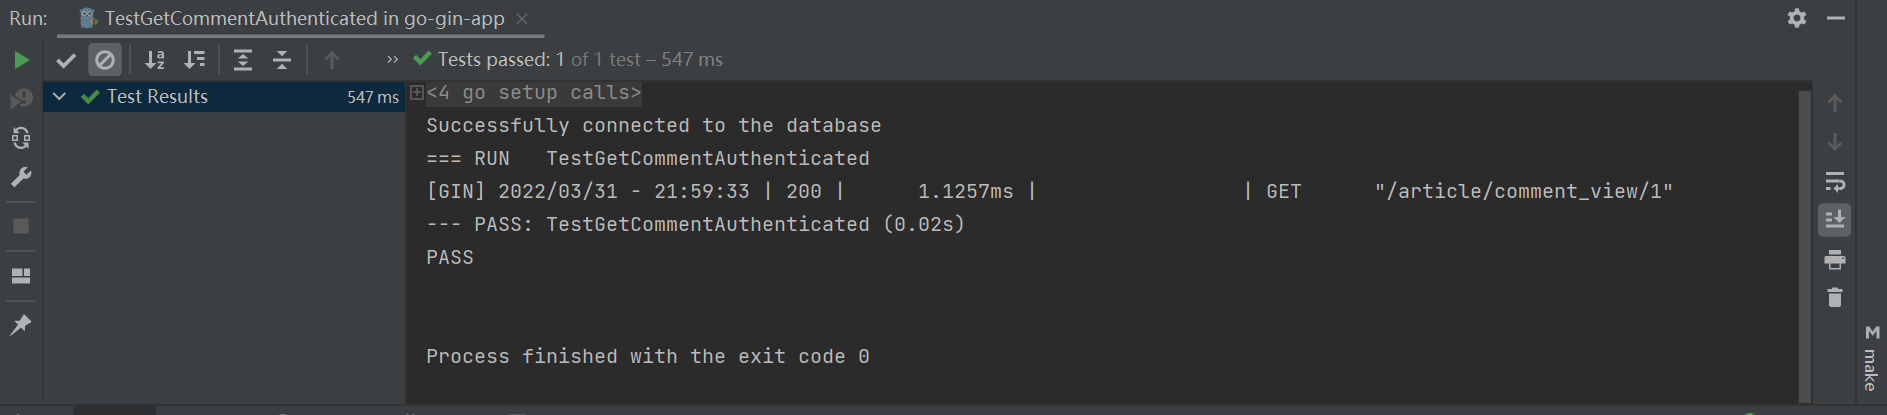 Run: TestGetCommentAuthenticated in go-gin-app
Tests passed: 1 of 1 test – 547 ms
Test Results 547 ms
<4 go setup calls>
Successfully connected to the database
=== RUN   TestGetCommentAuthenticated
[GIN] 2022/03/31 - 21:59:33 | 200 |      1.1257ms |                 | GET      "/article/comment_view/1"
--- PASS: TestGetCommentAuthenticated (0.02s)
PASS
Process finished with the exit code 0
make